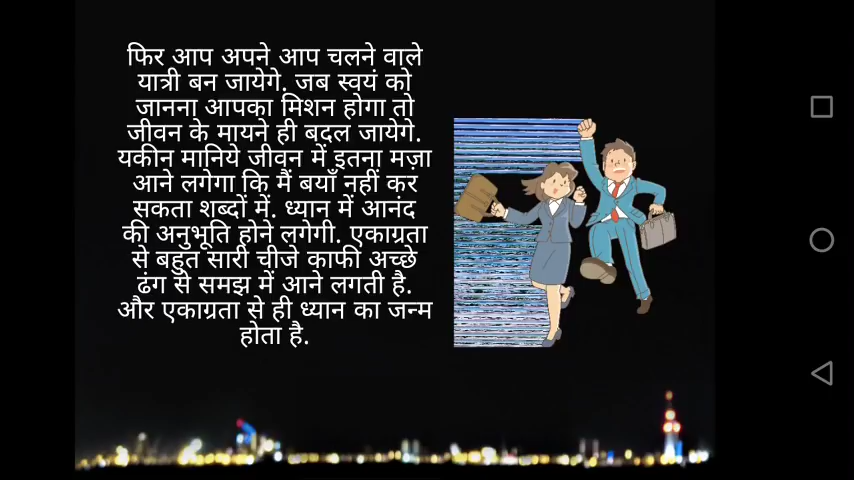 फिर आप अपने आप चलने वाले
यात्री बन जायेगे. जब स्वयं को
जानना आपका मिशन होगा तो
जीवन के मायने ही बदल जायेगे.
यकीन मानिये जीवन में इतना मज़ा
आने लगेगा कि मैं बयाँ नहीं कर
सकता शब्दों में. ध्यान में आनंद
की अनुभूति होने लगेगी. एकाग्रता
से बहुत सारी चीजे काफी अच्छे
ढंग से समझ में आने लगती है.
और एकाग्रता से ही ध्यान का जन्म
होता है.